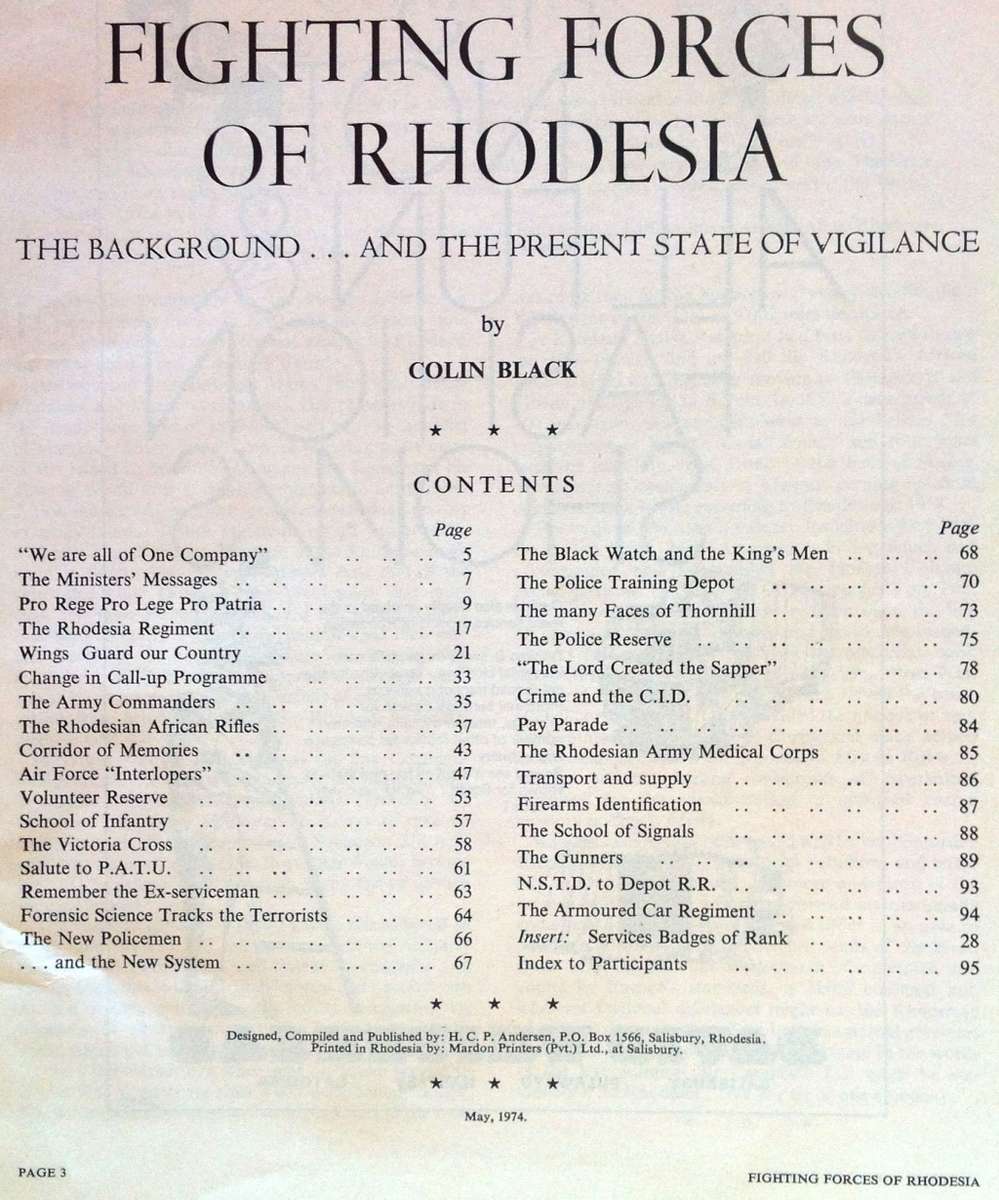 FIGHTING FORCES
OF RHODESIA
THE BACKGROUND . . . AND THE PRESENT STATE OF VIGILANCE
by
COLIN BLACK
★ ★ ★
CONTENTS
Page
"We are all of One Company" .. .. .. .. 5
The Ministers' Messages .. .. .. .. .. 7
Pro Rege Pro Lege Pro Patria .. .. .. .. .. 9
The Rhodesia Regiment .. .. .. .. .. 17
Wings Guard our Country .. .. .. .. .. 21
Change in Call-up Programme .. .. .. .. 33
The Army Commanders .. .. .. .. .. 35
The Rhodesian African Rifles .. .. .. .. .. 37
Corridor of Memories .. .. .. .. .. 43
Air Force "Interlopers" .. .. .. .. .. 47
Volunteer Reserve .. .. .. .. .. .. .. 53
School of Infantry .. .. .. .. .. .. 57
The Victoria Cross .. .. .. .. .. .. .. 58
Salute to P.A.T.U. .. .. .. .. .. .. .. 61
Remember the Ex-serviceman .. .. .. .. .. 63
Forensic Science Tracks the Terrorists .. .. .. 64
The New Policemen .. .. .. .. .. .. .. 66
. . . and the New System .. .. .. .. .. .. 67
Page
The Black Watch and the King's Men .. .. .. 68
The Police Training Depot .. .. .. .. .. 70
The many Faces of Thornhill .. .. .. .. .. 73
The Police Reserve .. .. .. .. .. .. .. 75
"The Lord Created the Sapper" .. .. .. .. 78
Crime and the C.I.D. .. .. .. .. .. .. 80
Pay Parade .. .. .. .. .. .. .. .. .. 84
The Rhodesian Army Medical Corps .. .. .. 85
Transport and supply .. .. .. .. .. .. 86
Firearms Identification .. .. .. .. .. .. 87
The School of Signals .. .. .. .. .. .. 88
The Gunners .. .. .. .. .. .. .. .. 89
N.S.T.D. to Depot R.R. .. .. .. .. .. .. 93
The Armoured Car Regiment .. .. .. .. .. 94
Insert: Services Badges of Rank .. .. .. .. 28
Index to Participants .. .. .. .. .. .. 95
★ ★ ★
Designed, Compiled and Published by: H. C. P. Andersen, P.O. Box 1566, Salisbury, Rhodesia.
Printed in Rhodesia by: Mardon Printers (Pvt.) Ltd., at Salisbury.
★ ★ ★
May, 1974.
PAGE 3
FIGHTING FORCES OF RHODESIA